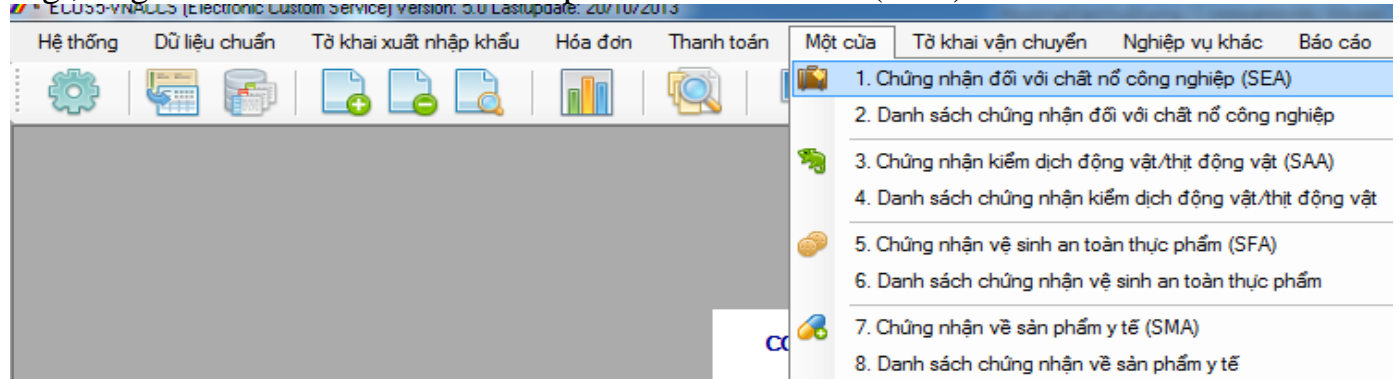 ECUS5-VNACCS (Electronic Custom Service) Version: 5.0 Lastupdate: 20/10/2013
Hệ thống Dữ liệu chuẩn Tờ khai xuất nhập khẩu Hóa đơn Thanh toán Một cửa Tờ khai vận chuyển Nghiệp vụ khác Báo cáo
1. Chứng nhận đối với chất nổ công nghiệp (SEA)
2. Danh sách chứng nhận đối với chất nổ công nghiệp
3. Chứng nhận kiểm dịch động vật/thịt động vật (SAA)
4. Danh sách chứng nhận kiểm dịch động vật/thịt động vật
5. Chứng nhận vệ sinh an toàn thực phẩm (SFA)
6. Danh sách chứng nhận vệ sinh an toàn thực phẩm
7. Chứng nhận về sản phẩm y tế (SMA)
8. Danh sách chứng nhận về sản phẩm y tế